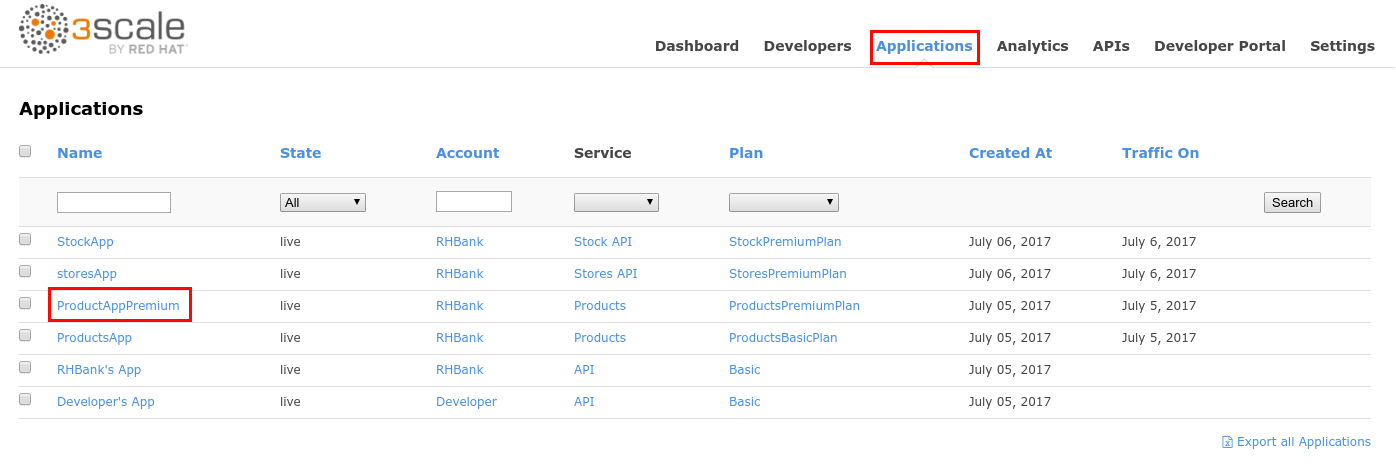 3scale
BY RED HAT
Dashboard Developers Applications Analytics APIs Developer Portal Settings
Applications
Name State Account Service Plan Created At Traffic On
All Search
StockApp live RHBank Stock API StockPremiumPlan July 06, 2017 July 6, 2017
storesApp live RHBank Stores API StoresPremiumPlan July 06, 2017 July 6, 2017
ProductAppPremium live RHBank Products ProductsPremiumPlan July 05, 2017 July 5, 2017
ProductsApp live RHBank Products ProductsBasicPlan July 05, 2017 July 5, 2017
RHBank's App live RHBank API Basic July 05, 2017
Developer's App live Developer API Basic July 05, 2017
Export all Applications